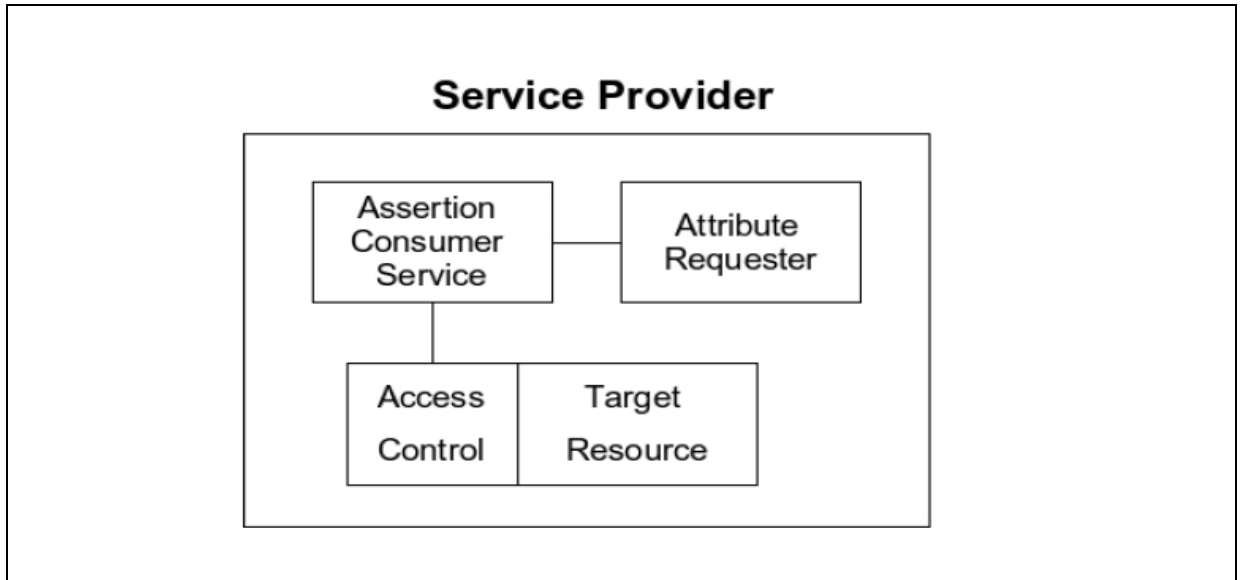 Service Provider
Assertion
Consumer
Service
Attribute
Requester
Access
Control
Target
Resource